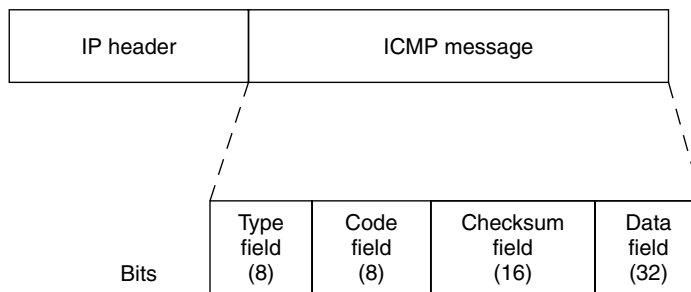 IP header
ICMP message
Type
field
(8)
Code
field
(8)
Checksum
field
(16)
Data
field
(32)
Bits